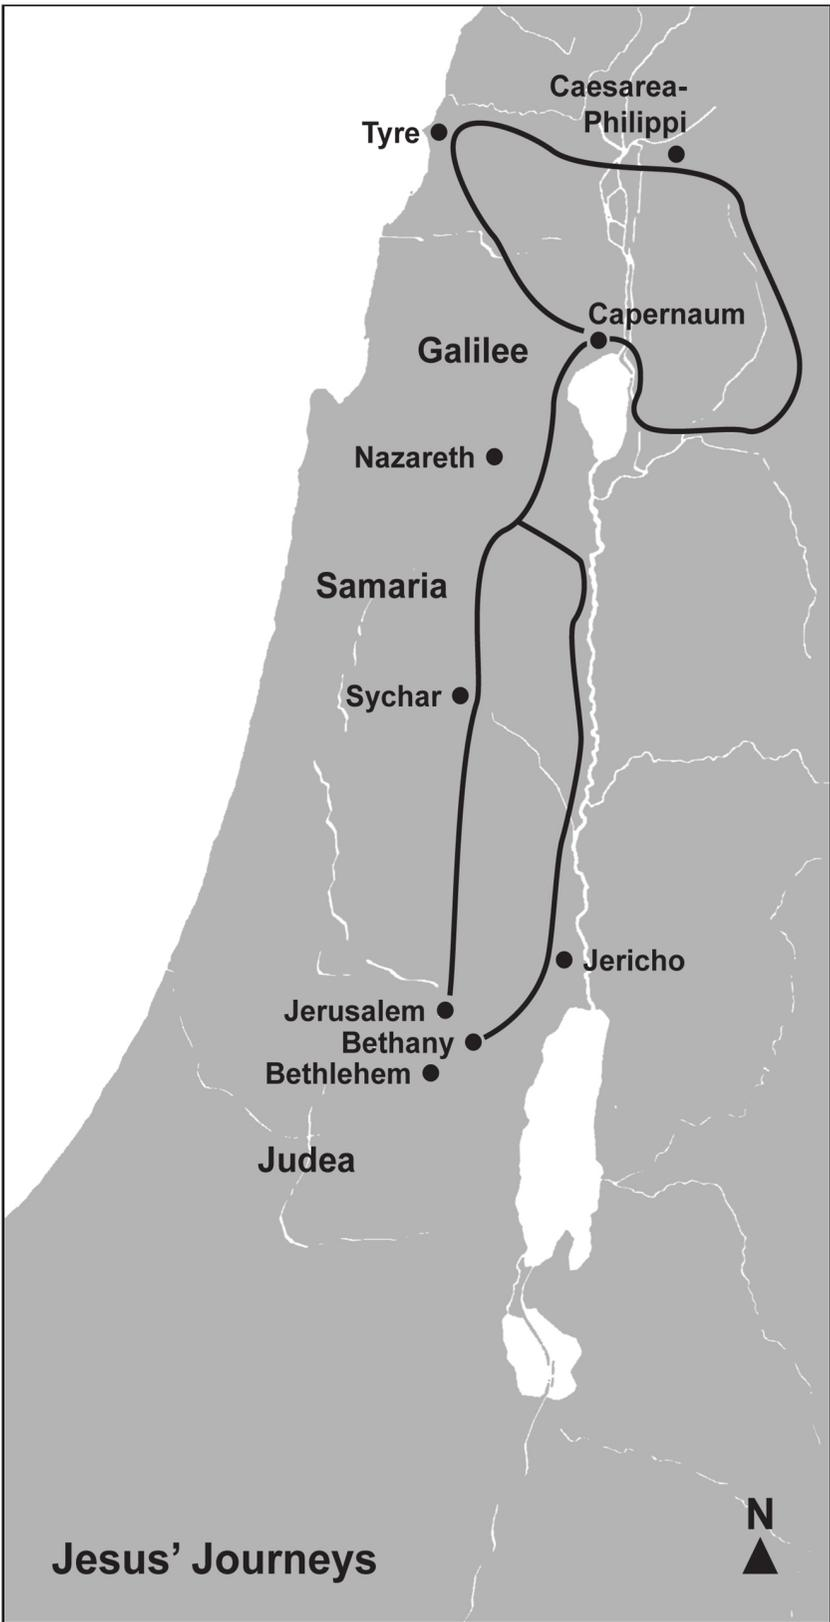 Caesarea-
Philippi
Tyre
Capernaum
Galilee
Nazareth
Samaria
Sychar
Jericho
Jerusalem
Bethany
Bethlehem
Judea
N
Jesus’ Journeys